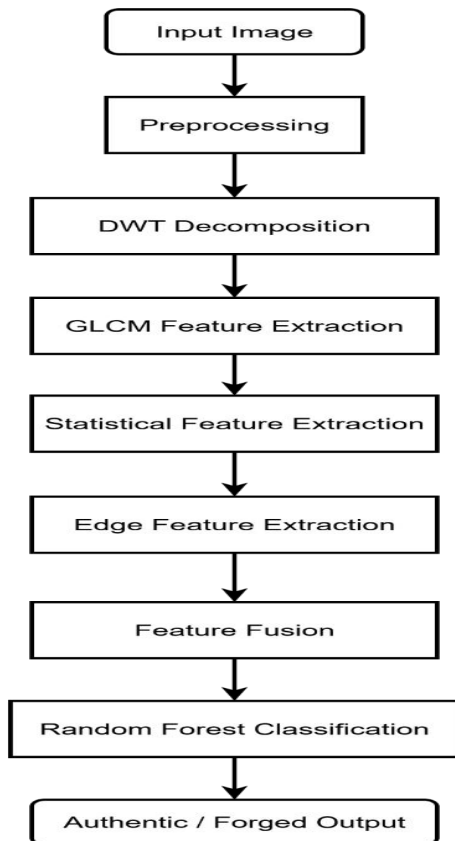 Input Image
Preprocessing
DWT Decomposition
GLCM Feature Extraction
Statistical Feature Extraction
Edge Feature Extraction
Feature Fusion
Random Forest Classification
Authentic / Forged Output